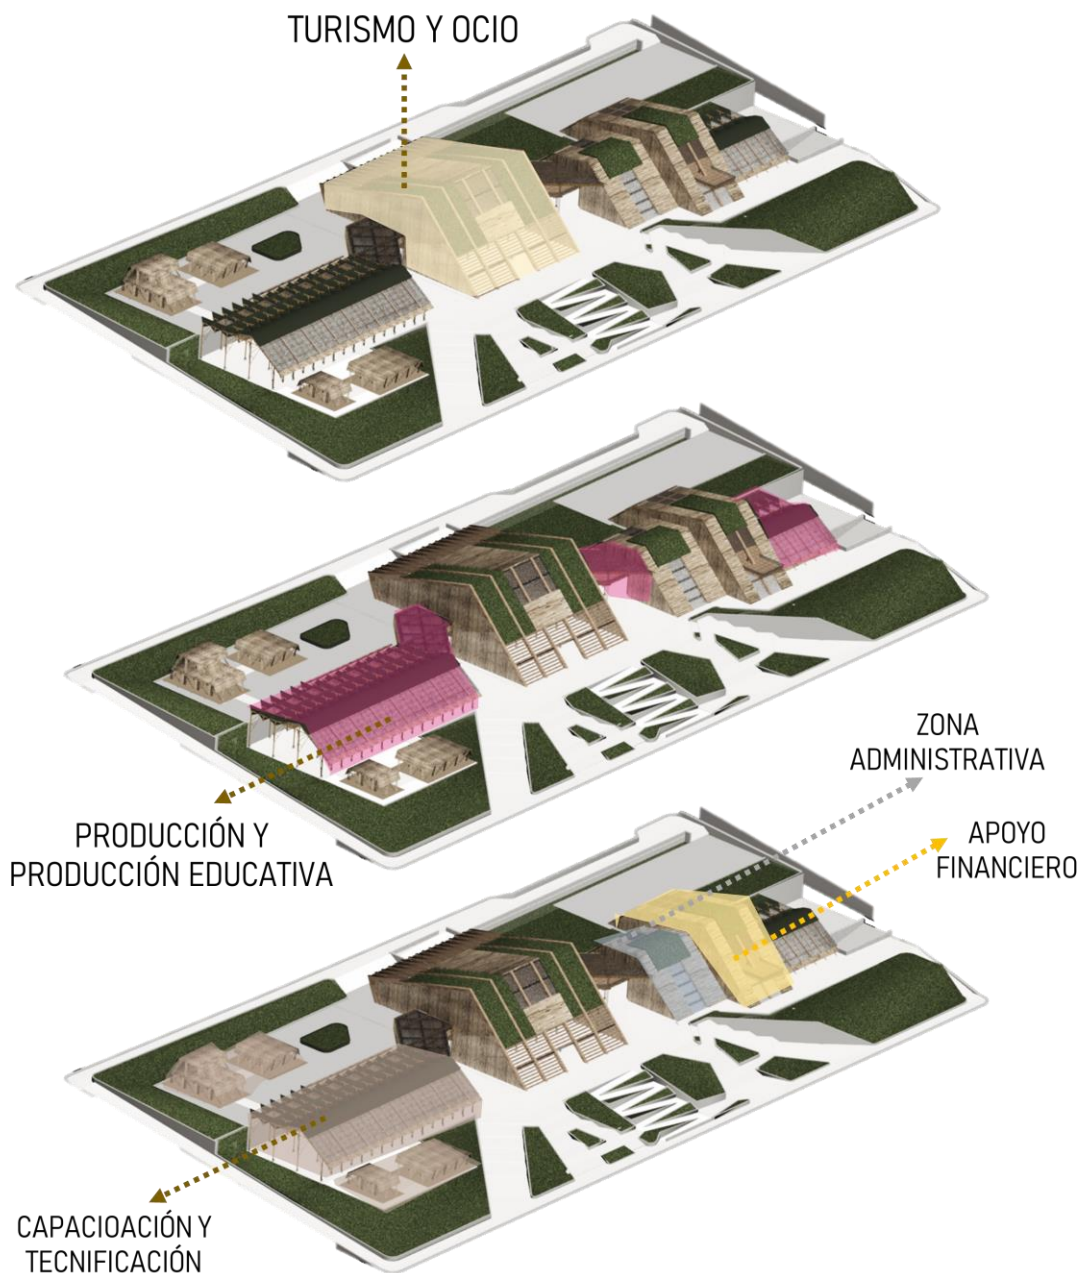 TURISMO Y OCIO
ZONA
ADMINISTRATIVA
APOYO
FINANCIERO
PRODUCCIÓN Y
PRODUCCIÓN EDUCATIVA
CAPACIOACIÓN Y
TECNIFICACIÓN